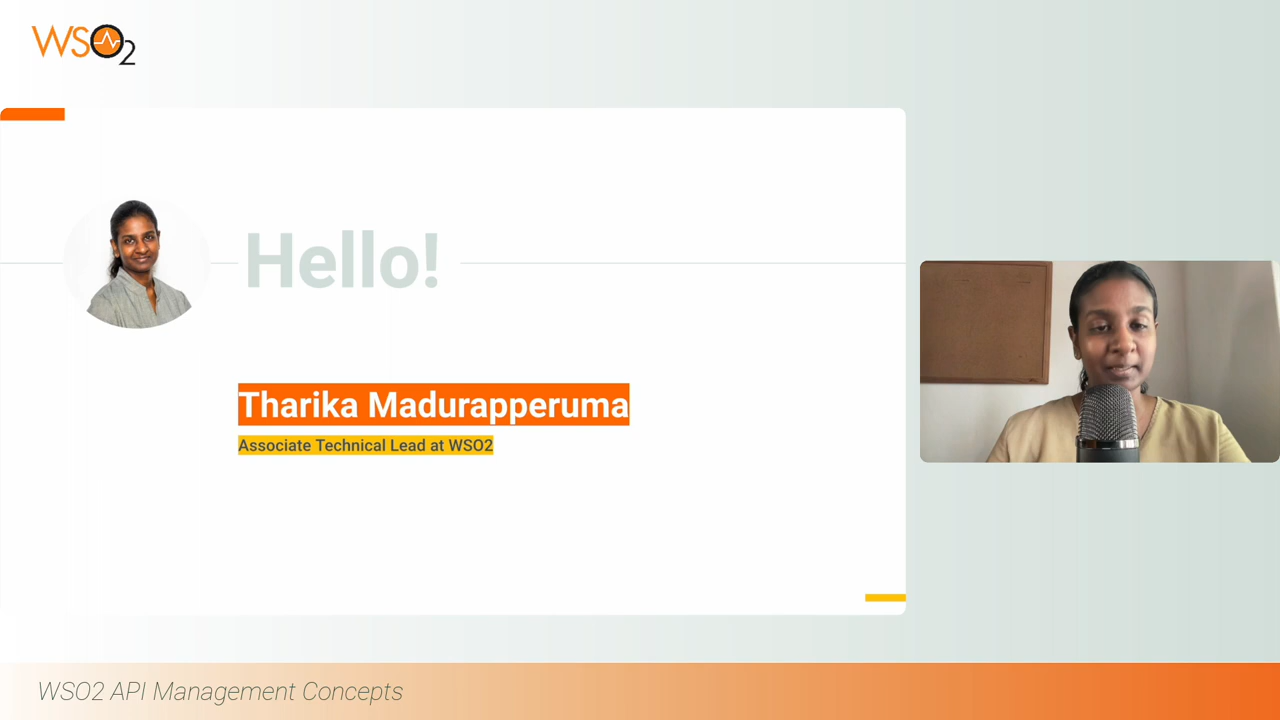 WSO2
Hello!
Tharika Madurapperuma
Associate Technical Lead at WSO2
WSO2 API Management Concepts